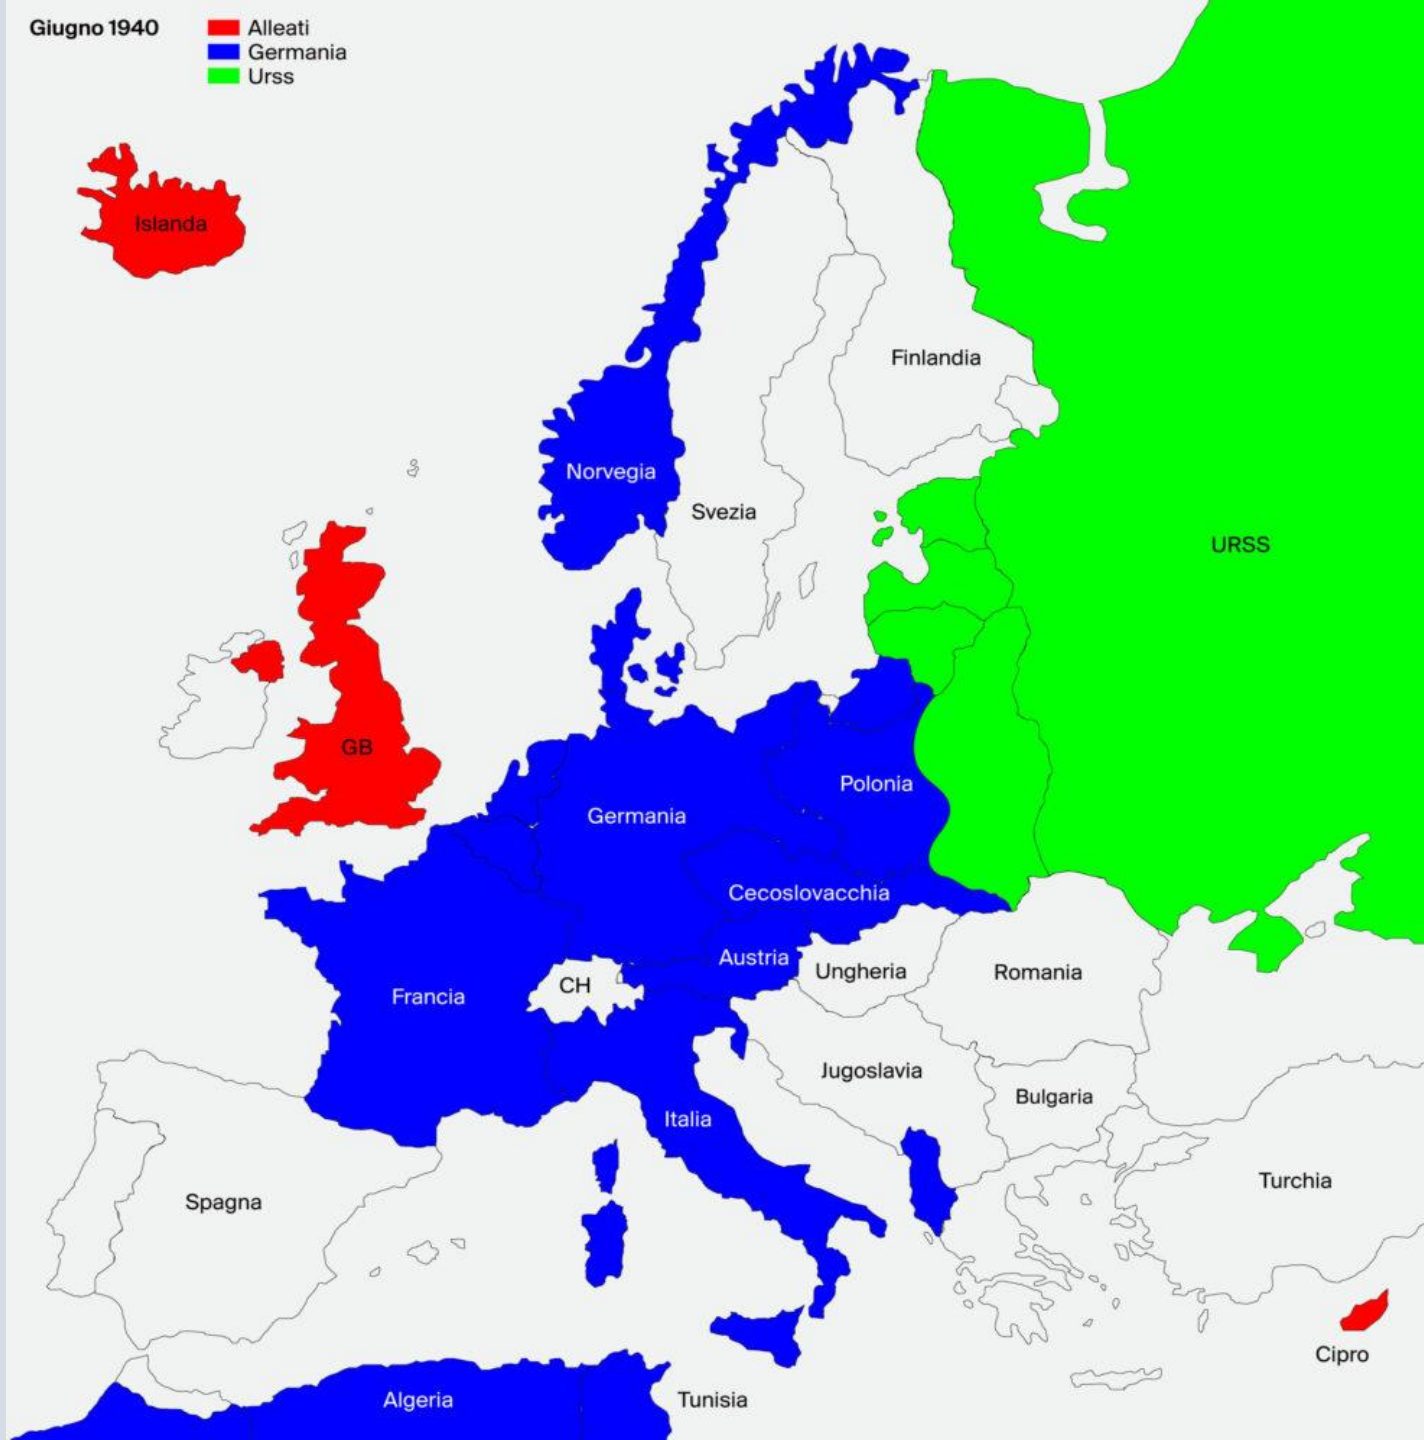 Giugno 1940
Alleati
Germania
Urss
Islanda
Finlandia
Norvegia
Svezia
URSS
GB
Polonia
Germania
Cecoslovacchia
Austria
Ungheria
Romania
CH
Francia
Jugoslavia
Bulgaria
Italia
Turchia
Spagna
Cipro
Algeria
Tunisia